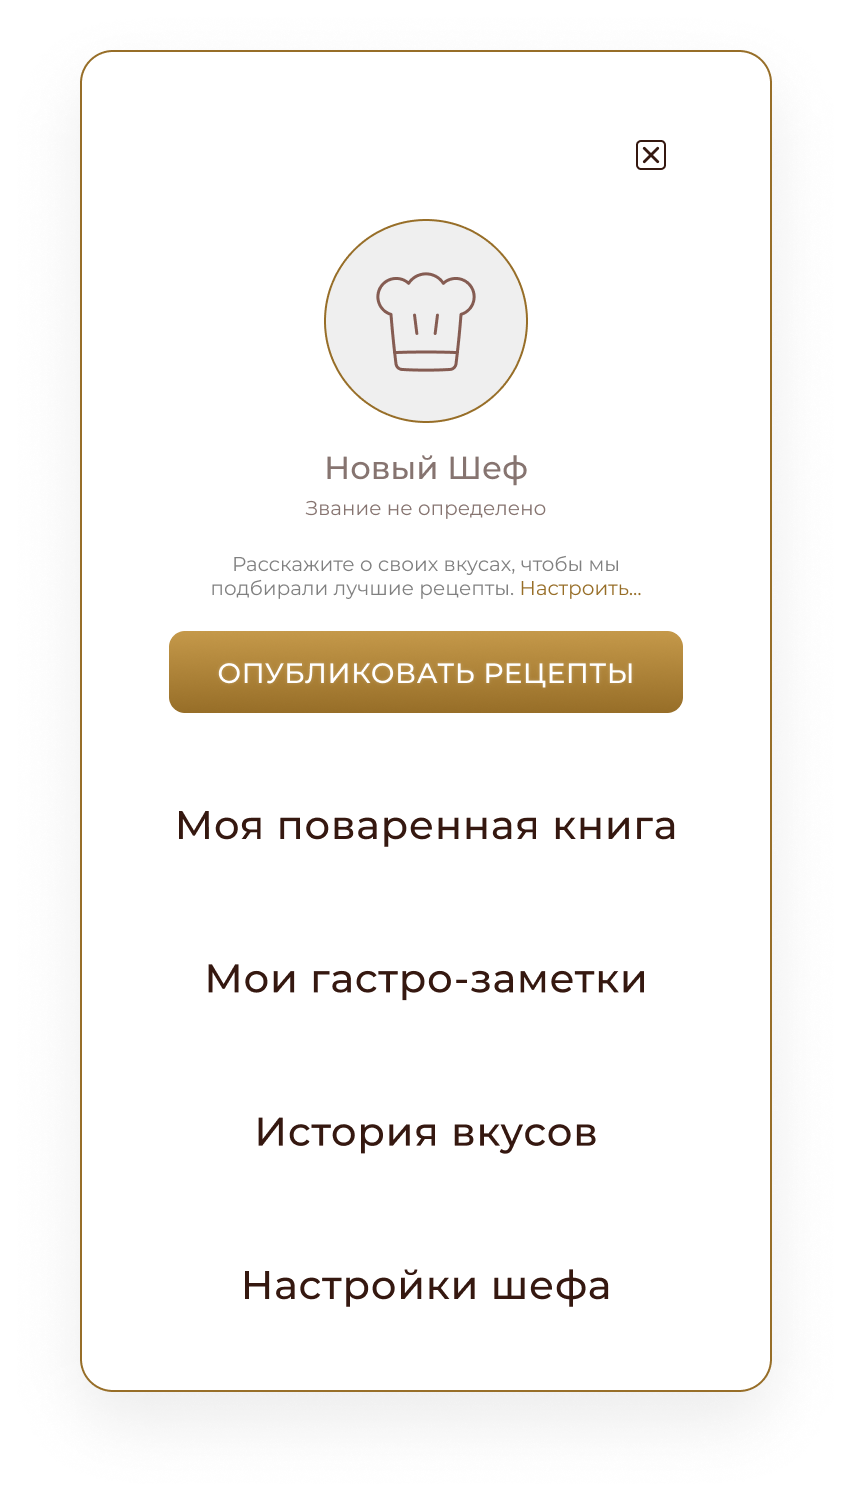 Новый Шеф
Звание не определено
Расскажите о своих вкусах, чтобы мы
подбирали лучшие рецепты. Настроить...
ОПУБЛИКОВАТЬ РЕЦЕПТЫ
Моя поваренная книга
Мои гастро-заметки
История вкусов
Настройки шефа